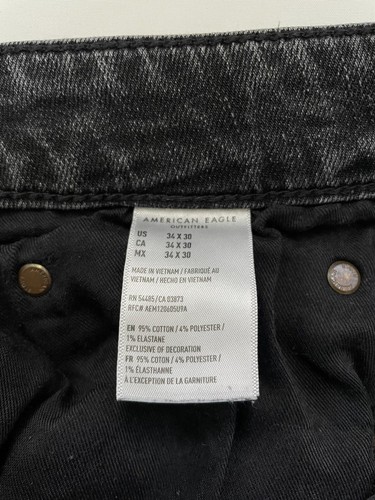 AMERICAN EAGLE
OUTFITTERS
US 34 X 30
CA 34 X 30
MX 34 X 30
MADE IN VIETNAM / FABRIQUÉ AU
VIETNAM / HECHO EN VIETNAM
RN 54485/CA 03873
RFC# AEM120605U9A
EN 95% COTTON / 4% POLYESTER /
1% ELASTANE
EXCLUSIVE OF DECORATION
FR 95% COTON / 4% POLYESTER /
1% ÉLASTHANNE
À L'EXCEPTION DE LA GARNITURE